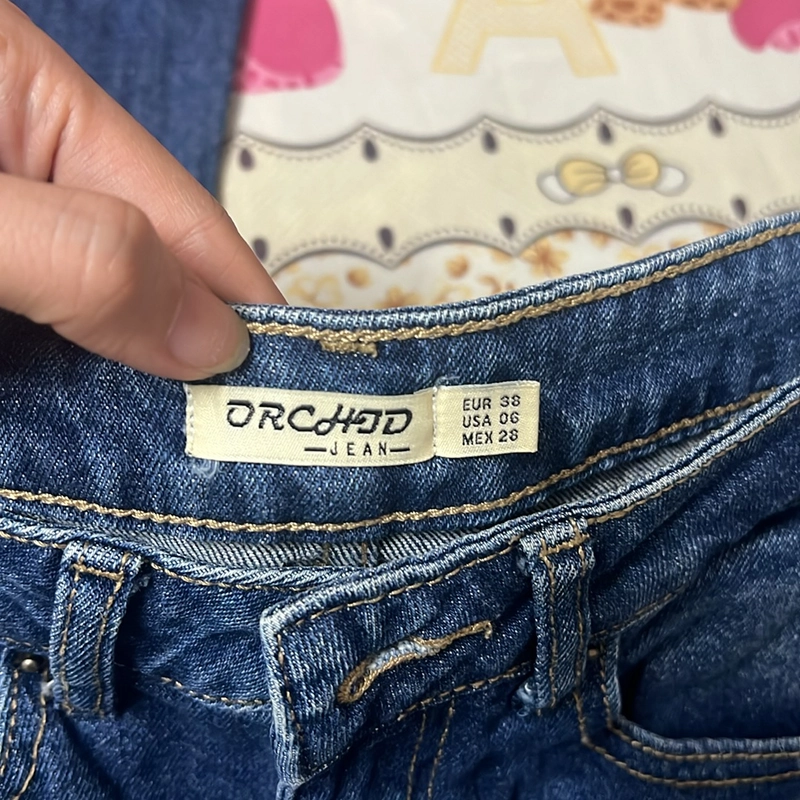 ORCHID
JEAN
EUR 38
USA 06
MEX 28
A